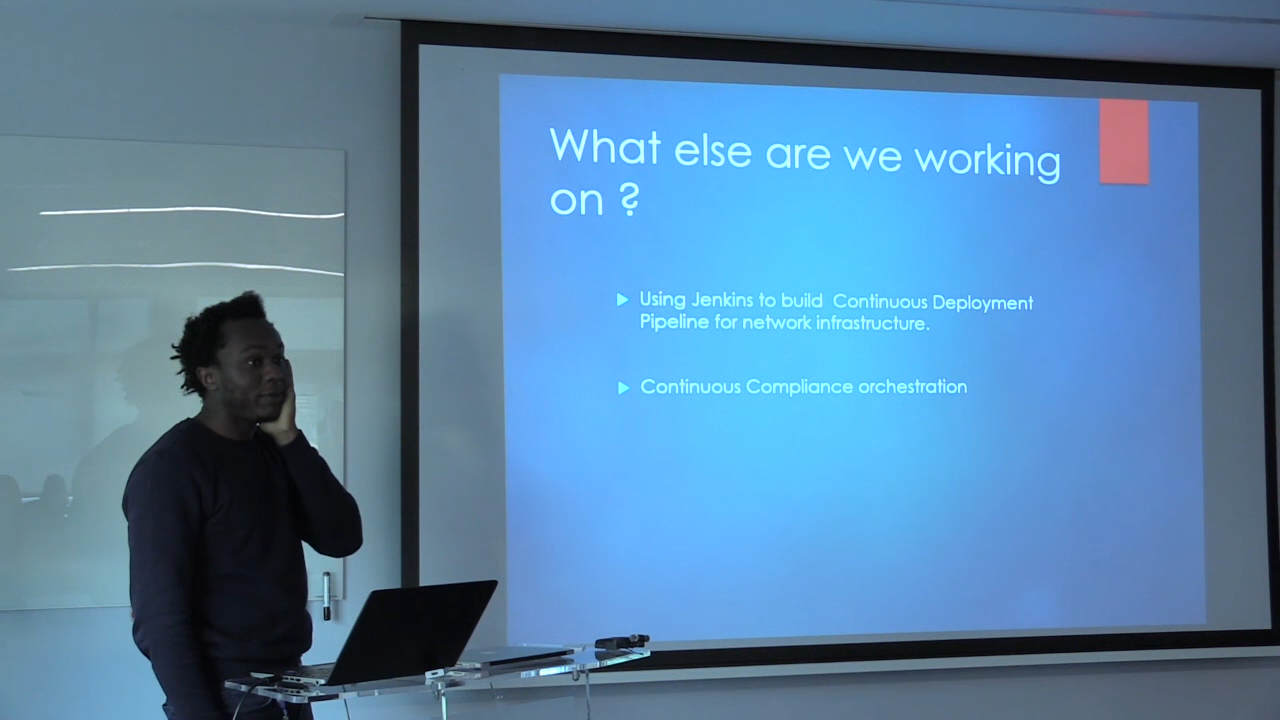 What else are we working
on ?
Using Jenkins to build  Continuous Deployment
Pipeline for network infrastructure.
Continuous Compliance orchestration